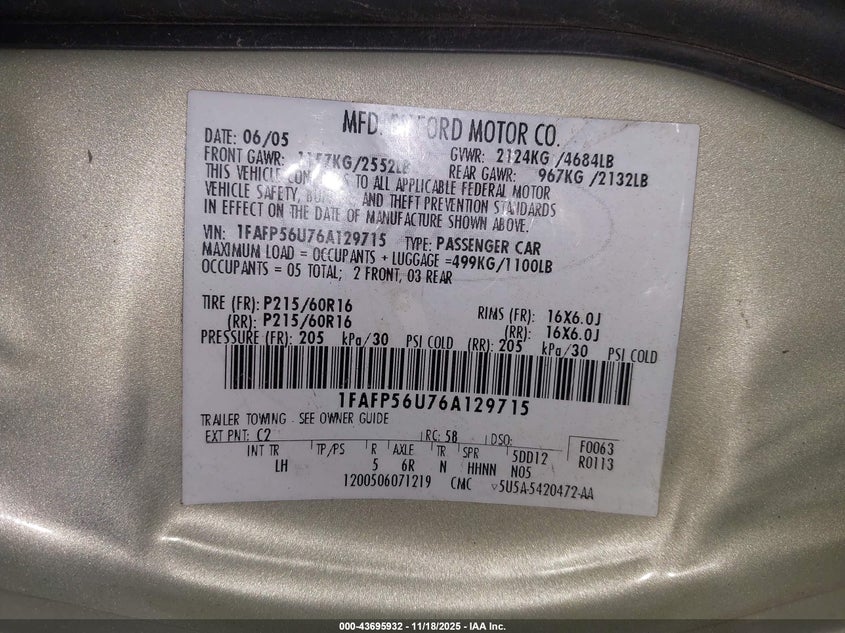 MFD. BY FORD MOTOR CO.
DATE: 06/05 GVWR: 2124KG /4684LB
FRONT GAWR: 1157KG/2552LB REAR GAWR: 967KG /2132LB
THIS VEHICLE CONFORMS TO ALL APPLICABLE FEDERAL MOTOR
VEHICLE SAFETY, BUMPER, AND THEFT PREVENTION STANDARDS
IN EFFECT ON THE DATE OF MANUFACTURE SHOWN ABOVE.
VIN: 1FAFP56U76A129715 TYPE: PASSENGER CAR
MAXIMUM LOAD = OCCUPANTS + LUGGAGE =499KG/1100LB
OCCUPANTS = 05 TOTAL; 2 FRONT, 03 REAR
TIRE (FR): P215/60R16 RIMS (FR): 16X6.0J
(RR): P215/60R16 (RR): 16X6.0J
PRESSURE (FR): 205 kPa/30 PSI COLD (RR): 205 kPa/30 PSI COLD
1FAFP56U76A129715
TRAILER TOWING - SEE OWNER GUIDE
EXT PNT: C2 RC: 58 DSO: F0063
INT TR TP/PS R AXLE TR SPR 5DD12 R0113
LH 5 6R N HHNN N05
1200506071219 CMC ▽5U5A-5420472-AA
000-43695932 - 11/18/2025 - IAA Inc.